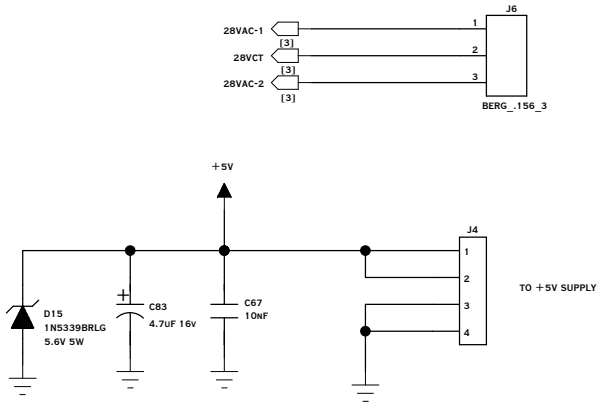 J6
28VAC-1
[3]
1
28VCT
[3]
2
28VAC-2
[3]
3
BERG_.156_3
+5V
J4
1
2
3
4
TO +5V SUPPLY
D15
1N5339BRLG
5.6V 5W
+
C83
4.7UF 16V
C67
10NF